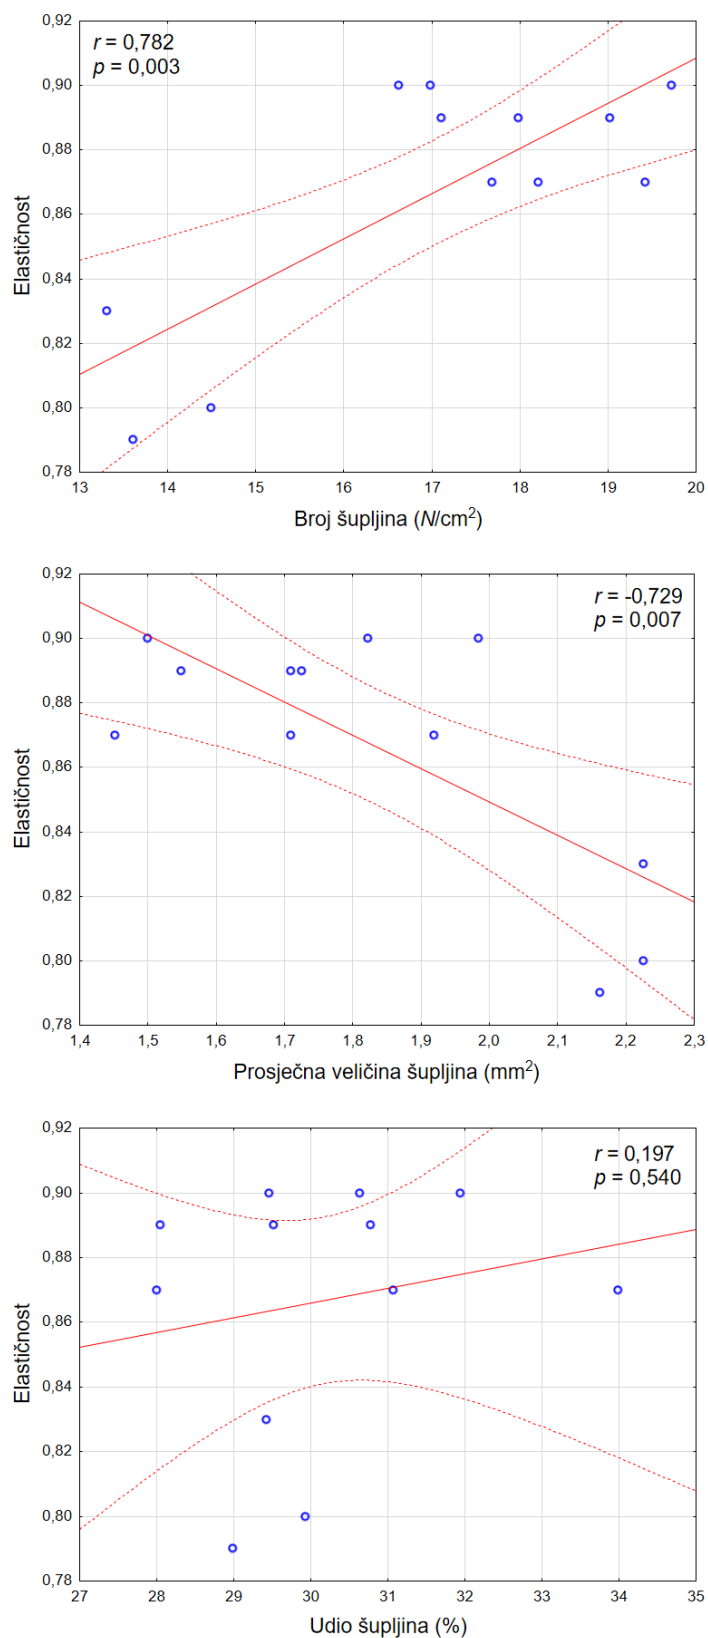 r = 0,782
p = 0,003
0,92
0,90
0,88
0,86
0,84
0,82
0,80
0,78
Elastičnost
13 14 15 16 17 18 19 20
Broj šupljina (N/cm²)
r = -0,729
p = 0,007
0,92
0,90
0,88
0,86
0,84
0,82
0,80
0,78
Elastičnost
1,4 1,5 1,6 1,7 1,8 1,9 2,0 2,1 2,2 2,3
Prosječna veličina šupljina (mm²)
r = 0,197
p = 0,540
0,92
0,90
0,88
0,86
0,84
0,82
0,80
0,78
Elastičnost
27 28 29 30 31 32 33 34 35
Udio šupljina (%)